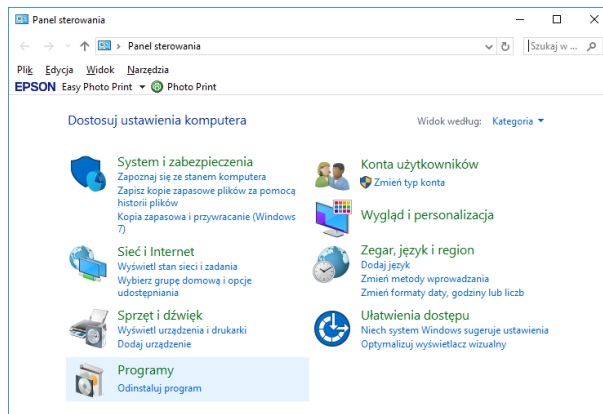 Panel sterowania
Panel sterowania
Szukaj w ...
Plik Edycja Widok Narzędzia
EPSON Easy Photo Print Photo Print
Dostosuj ustawienia komputera
Widok według: Kategoria
System i zabezpieczenia
Zapoznaj się ze stanem komputera
Zapisz kopie zapasowe plików za pomocą
historii plików
Kopia zapasowa i przywracanie (Windows
7)
Sieć i Internet
Wyświetl stan sieci i zadania
Wybierz grupę domową i opcje
udostępniania
Sprzęt i dźwięk
Wyświetl urządzenia i drukarki
Dodaj urządzenie
Programy
Odinstaluj program
Konta użytkowników
Zmień typ konta
Wygląd i personalizacja
Zegar, język i region
Dodaj język
Zmień metody wprowadzania
Zmień formaty daty, godziny lub liczb
Ułatwienia dostępu
Niech system Windows sugeruje ustawienia
Optymalizuj wyświetlacz wizualny